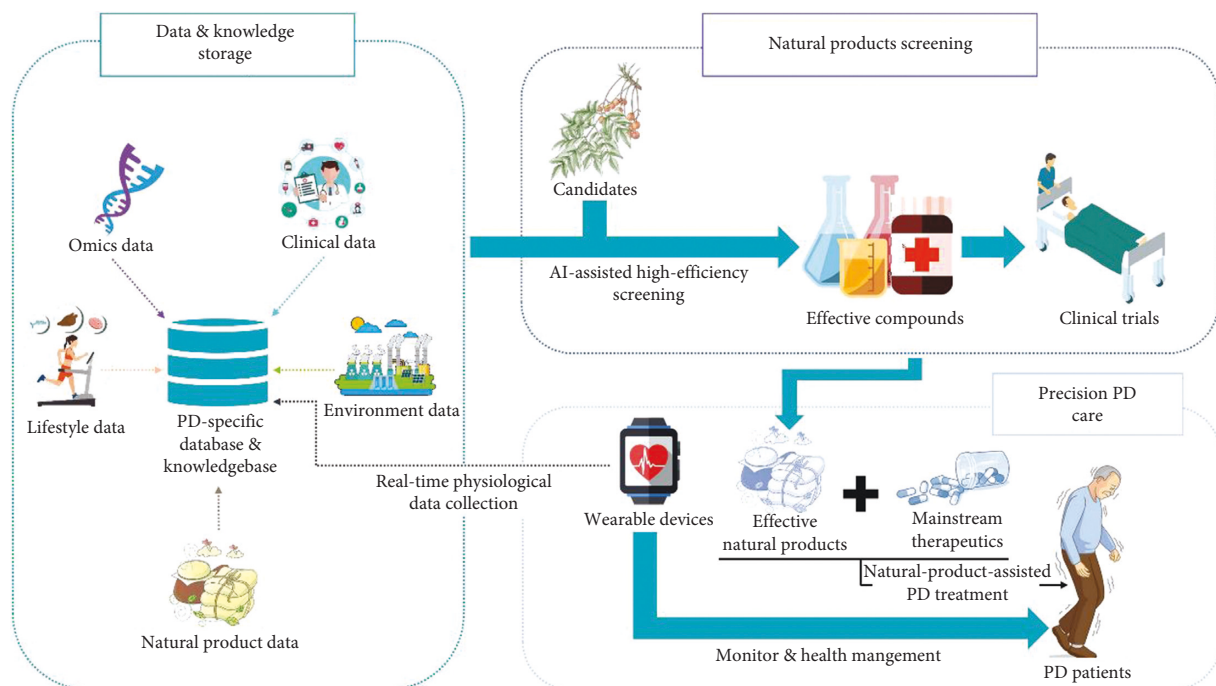 Data & knowledge
storage
Omics data
Clinical data
Lifestyle data
PD-specific
database &
knowledgebase
Environment data
Natural product data
Natural products screening
Candidates
AI-assisted high-efficiency
screening
Effective compounds
Clinical trials
Precision PD
care
Real-time physiological
data collection
Wearable devices
Effective
natural products
Mainstream
therapeutics
Natural-product-assisted
PD treatment
Monitor & health mangement
PD patients